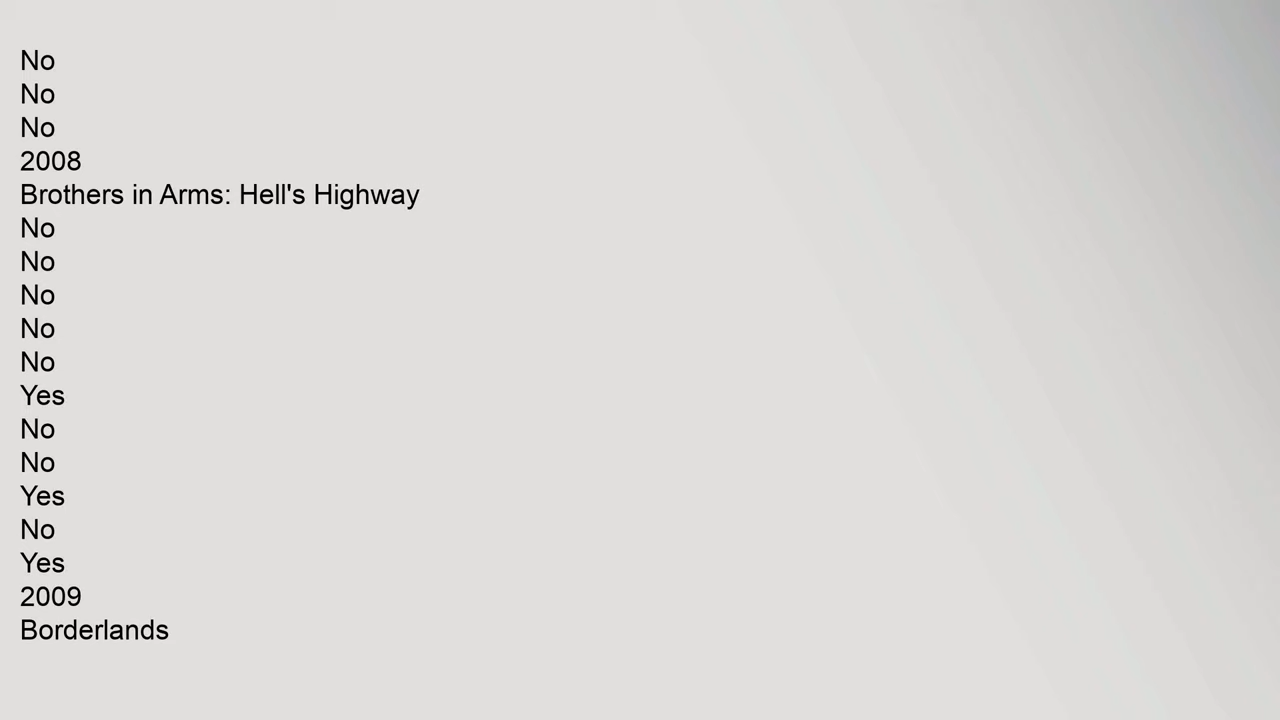 No
No
No
2008
Brothers in Arms: Hell's Highway
No
No
No
No
No
Yes
No
No
Yes
No
Yes
2009
Borderlands